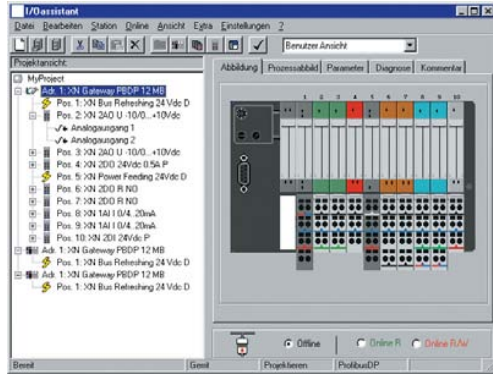 I/Oassistant
Datei Bearbeiten Station Online Ansicht Extra Einstellungen ?
Benutzer Ansicht
Projektansicht:
MyProject
Adr. 1: XN Gateway PBDP 12 MB
Pos. 1: XN Bus Refreshing 24 Vdc D
Pos. 2: XN 2AO U -10/0...+10Vdc
Analogausgang 1
Analogausgang 2
Pos. 3: XN 2AO U -10/0...+10Vdc
Pos. 4: XN 2DO 24Vdc 0.5A P
Pos. 5: XN Power Feeding 24Vdc D
Pos. 6: XN 2DO R NO
Pos. 7: XN 2DO R NO
Pos. 8: XN 1AI I 0/4..20mA
Pos. 9: XN 1AI I 0/4..20mA
Pos. 10: XN 2DI 24Vdc P
Adr. 1: XN Gateway PBDP 12 MB
Pos. 1: XN Bus Refreshing 24 Vdc D
Adr. 1: XN Gateway PBDP 12 MB
Pos. 1: XN Bus Refreshing 24 Vdc D
Abbildung Prozessabbild Parameter Diagnose Kommentar
1 2 3 4 5 6 7 8 9 10
Offline Online R Online R/W
Bereit Gerät Projektieren ProfibusDP